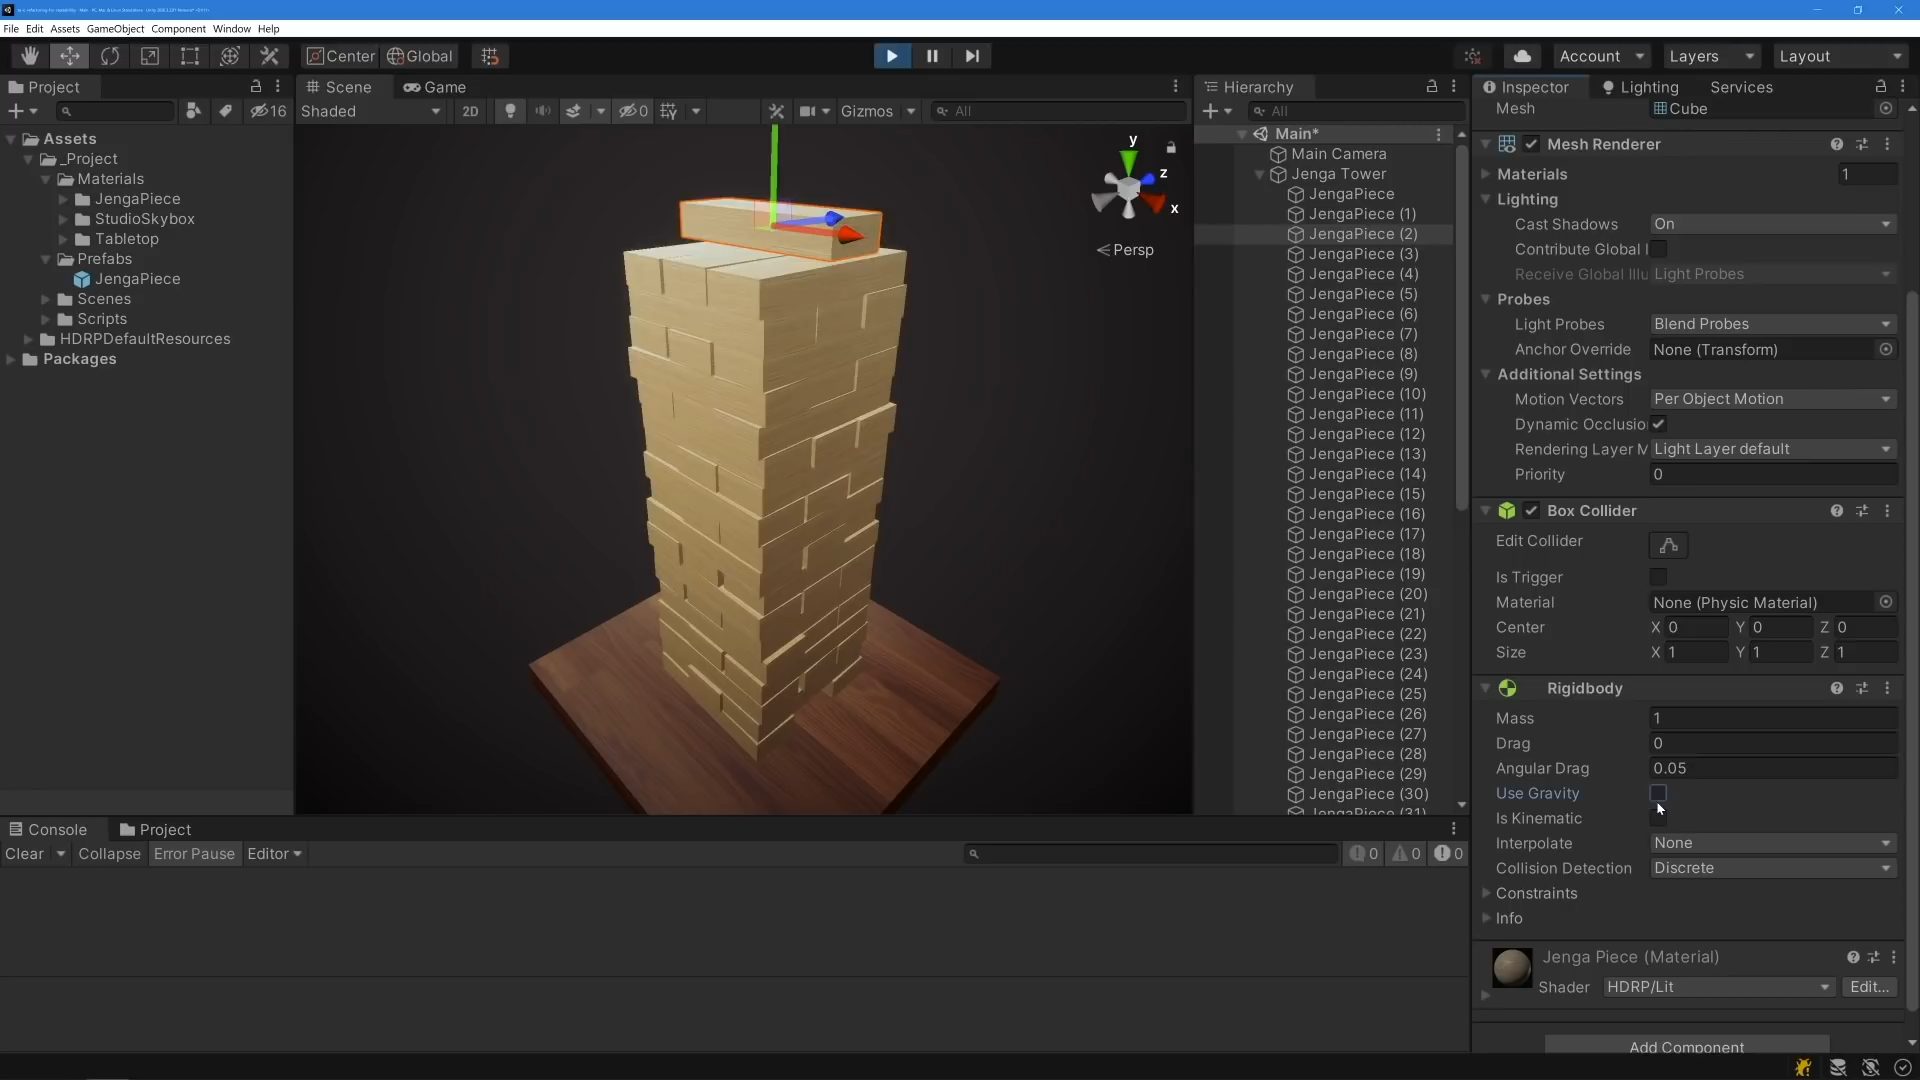 File Edit Assets GameObject Component Window Help
Center Global Account Layers Layout
Project
16
Assets
_Project
Materials
JengaPiece
StudioSkybox
Tabletop
Prefabs
JengaPiece
Scenes
Scripts
HDRPDefaultResources
Packages
Scene Game
Shaded 2D 0 Gizmos All
y
z
x
Persp
Hierarchy
All
Main*
Main Camera
Jenga Tower
JengaPiece
JengaPiece (1)
JengaPiece (2)
JengaPiece (3)
JengaPiece (4)
JengaPiece (5)
JengaPiece (6)
JengaPiece (7)
JengaPiece (8)
JengaPiece (9)
JengaPiece (10)
JengaPiece (11)
JengaPiece (12)
JengaPiece (13)
JengaPiece (14)
JengaPiece (15)
JengaPiece (16)
JengaPiece (17)
JengaPiece (18)
JengaPiece (19)
JengaPiece (20)
JengaPiece (21)
JengaPiece (22)
JengaPiece (23)
JengaPiece (24)
JengaPiece (25)
JengaPiece (26)
JengaPiece (27)
JengaPiece (28)
JengaPiece (29)
JengaPiece (30)
JengaPiece (31)
Inspector Lighting Services
Mesh Cube
Mesh Renderer
Materials 1
Lighting
Cast Shadows On
Contribute Global I
Receive Global Illu Light Probes
Probes
Light Probes Blend Probes
Anchor Override None (Transform)
Additional Settings
Motion Vectors Per Object Motion
Dynamic Occlusio
Rendering Layer M Light Layer default
Priority 0
Box Collider
Edit Collider
Is Trigger
Material None (Physic Material)
Center X 0 Y 0 Z 0
Size X 1 Y 1 Z 1
Rigidbody
Mass 1
Drag 0
Angular Drag 0.05
Use Gravity
Is Kinematic
Interpolate None
Collision Detection Discrete
Constraints
Info
Jenga Piece (Material)
Shader HDRP/Lit Edit...
Add Component
Console Project
Clear Collapse Error Pause Editor 0 0 0